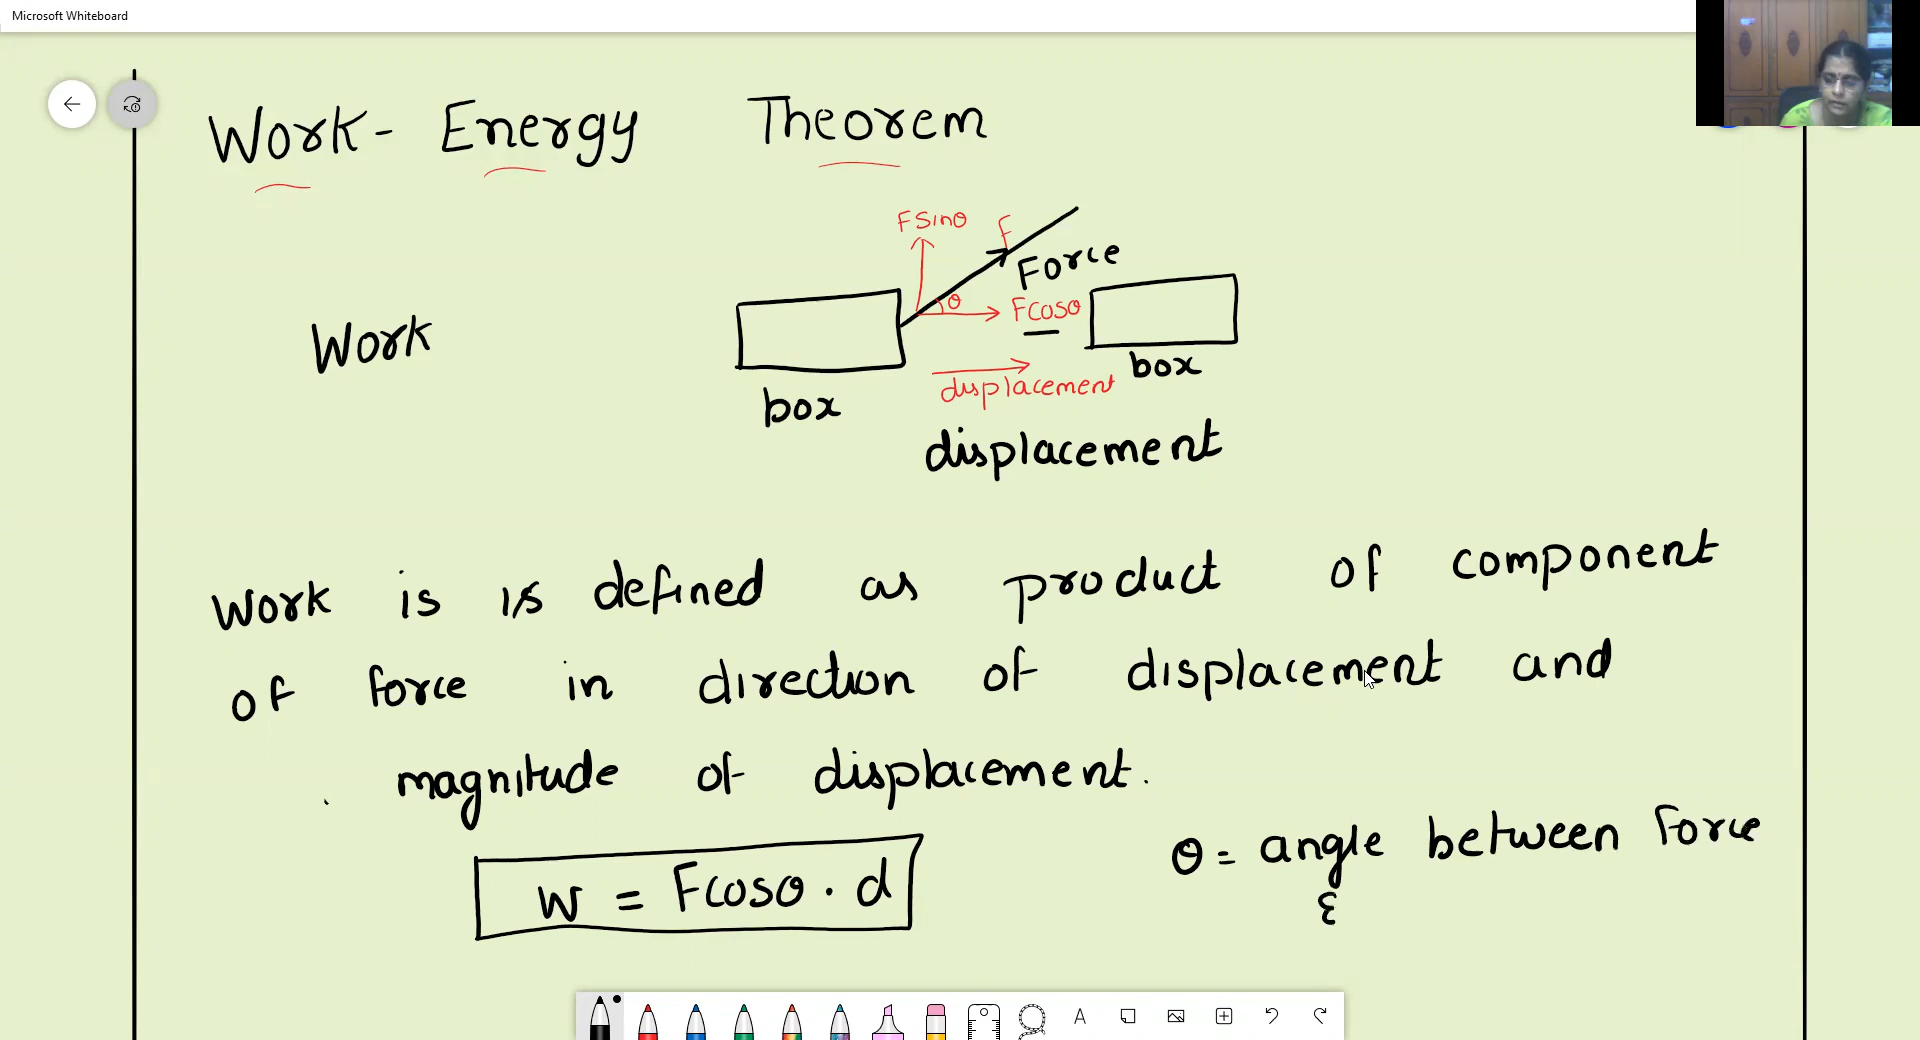 Microsoft Whiteboard
Work- Energy Theorem
FSinθ
F
Force
θ
Fcosθ
Work
box
box
displacement
displacement
Work is is defined as product of component
of force in direction of displacement and
magnitude of displacement.
θ = angle between Force
&
W = Fcosθ . d
A